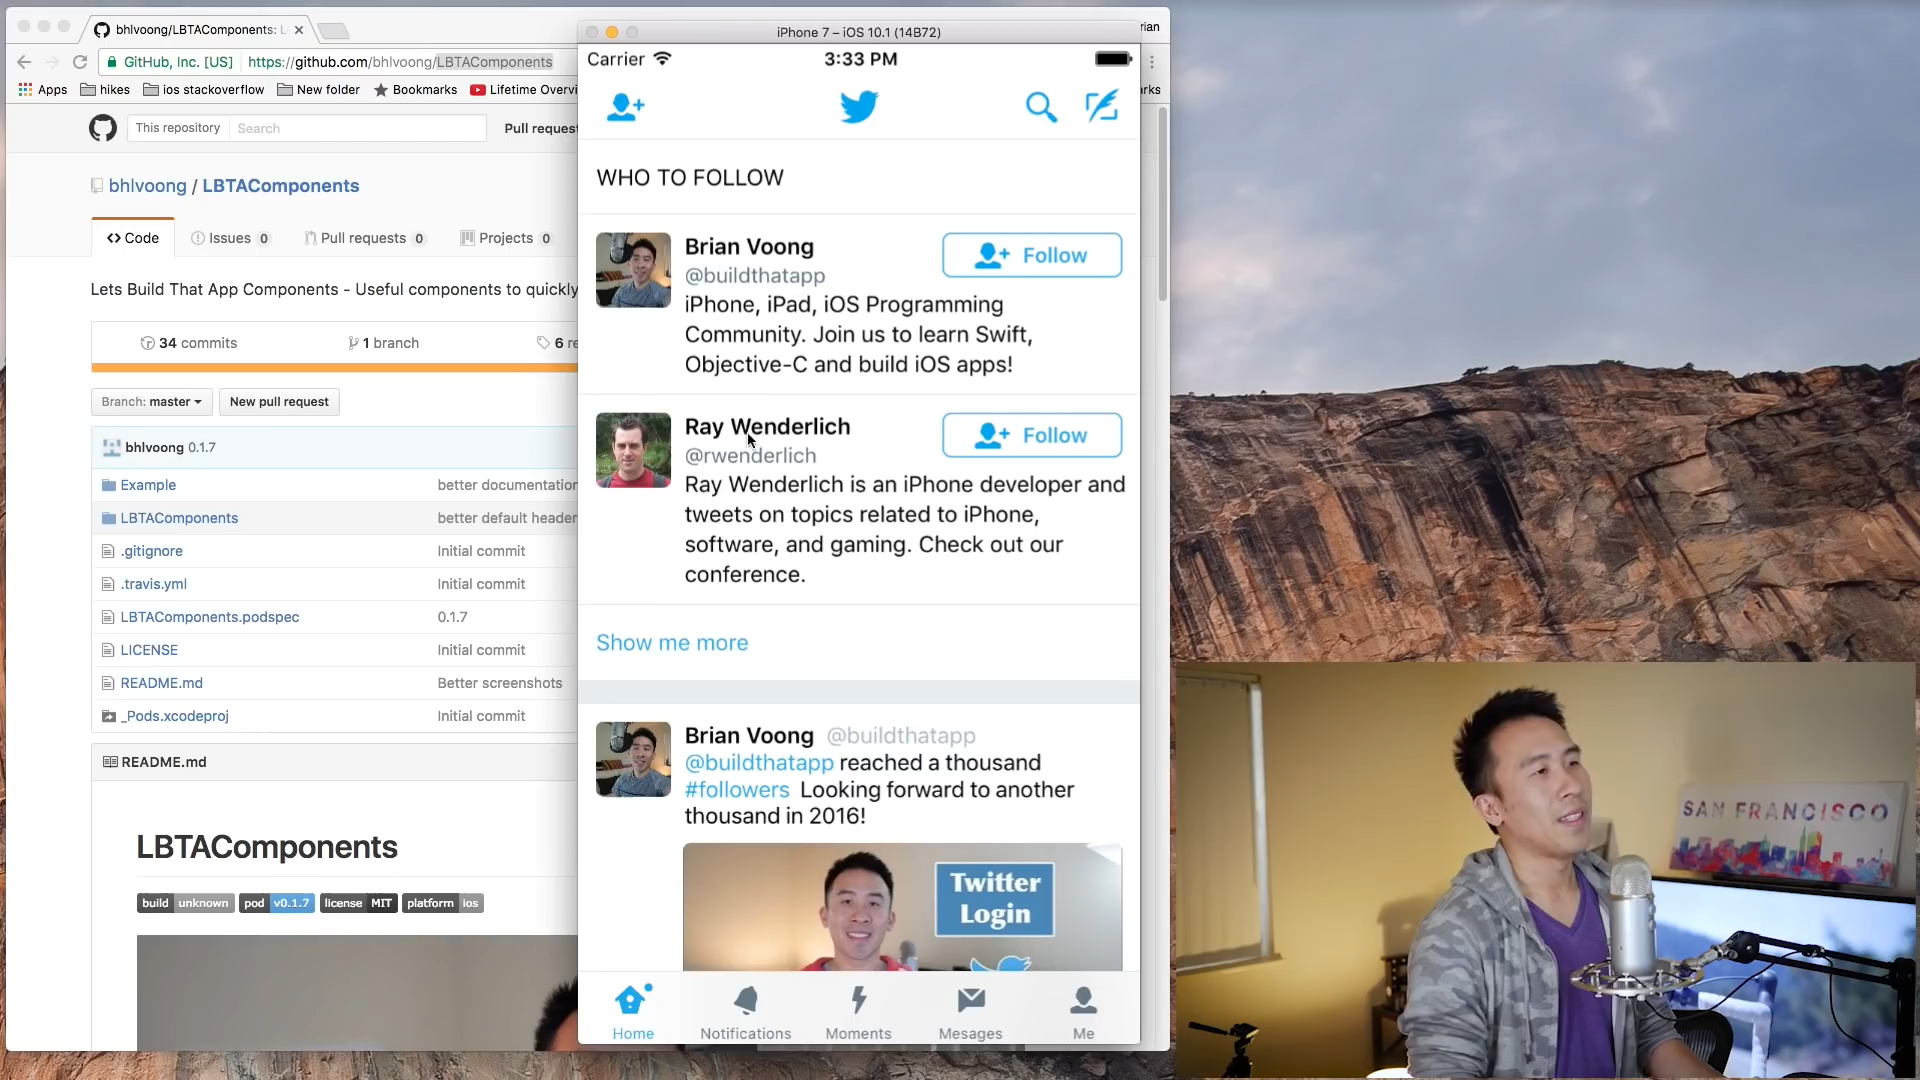 bhlvoong/LBTAComponents: L
rian
GitHub, Inc. [US]
https://github.com/bhlvoong/LBTAComponents
Apps
hikes
ios stackoverflow
New folder
Bookmarks
Lifetime Overvi
rks
This repository
Search
Pull reques
bhlvoong / LBTAComponents
Code
Issues 0
Pull requests 0
Projects 0
Lets Build That App Components - Useful components to quickly
34 commits
1 branch
6 re
Branch: master
New pull request
bhlvoong 0.1.7
Example
better documentation
LBTAComponents
better default header
.gitignore
Initial commit
.travis.yml
Initial commit
LBTAComponents.podspec
0.1.7
LICENSE
Initial commit
README.md
Better screenshots
_Pods.xcodeproj
Initial commit
README.md
LBTAComponents
build unknown
pod v0.1.7
license MIT
platform ios
iPhone 7 – iOS 10.1 (14B72)
Carrier
3:33 PM
WHO TO FOLLOW
Brian Voong
@buildthatapp
Follow
iPhone, iPad, iOS Programming
Community. Join us to learn Swift,
Objective-C and build iOS apps!
Ray Wenderlich
@rwenderlich
Follow
Ray Wenderlich is an iPhone developer and
tweets on topics related to iPhone,
software, and gaming. Check out our
conference.
Show me more
Brian Voong @buildthatapp
@buildthatapp reached a thousand
#followers Looking forward to another
thousand in 2016!
Twitter
Login
Home
Notifications
Moments
Mesages
Me
SAN FRANCISCO